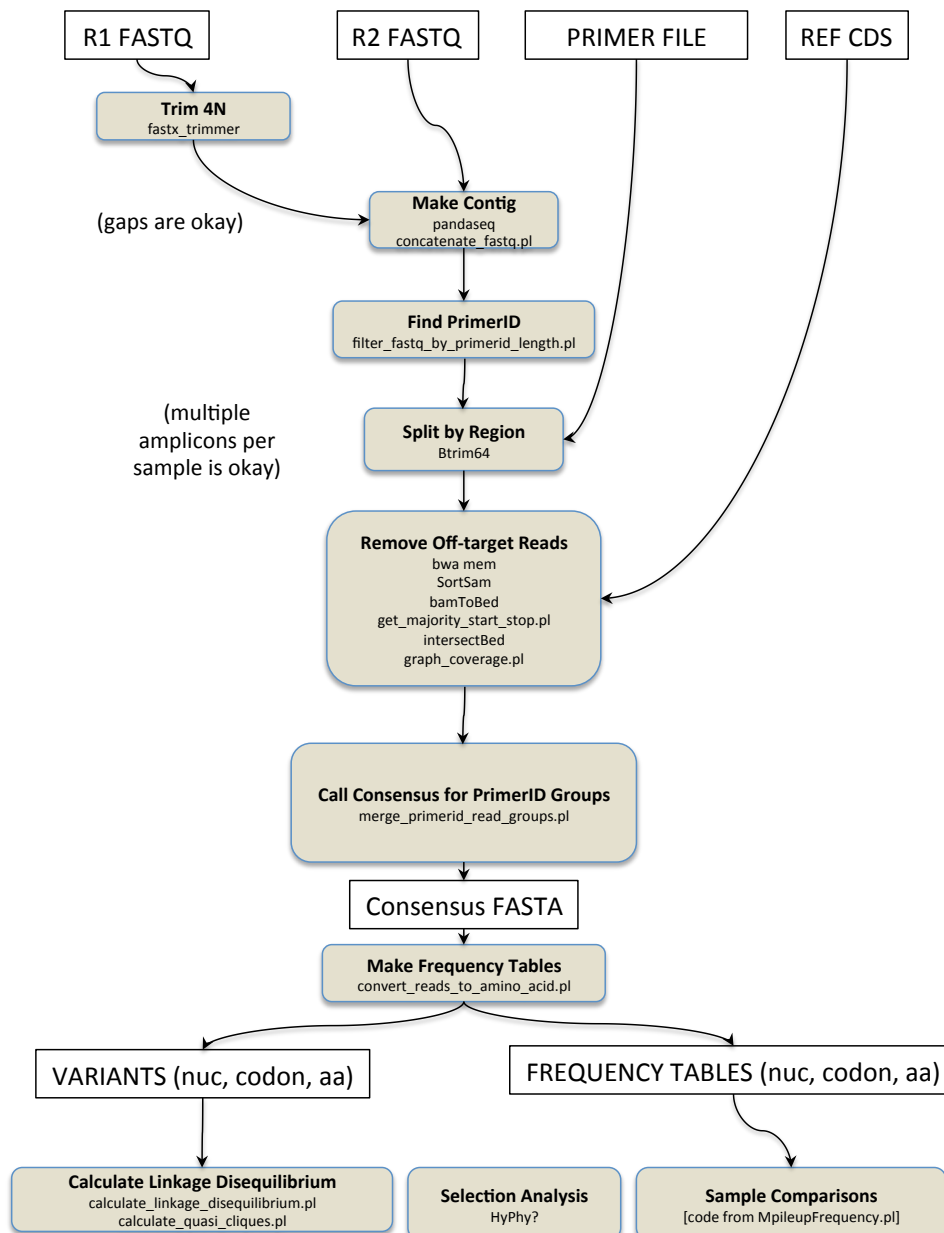 R1 FASTQ
R2 FASTQ
PRIMER FILE
REF CDS
Trim 4N
fastx_trimmer
(gaps are okay)
Make Contig
pandaseq
concatenate_fastq.pl
Find PrimerID
filter_fastq_by_primerid_length.pl
(multiple
amplicons per
sample is okay)
Split by Region
Btrim64
Remove Off-target Reads
bwa mem
SortSam
bamToBed
get_majority_start_stop.pl
intersectBed
graph_coverage.pl
Call Consensus for PrimerID Groups
merge_primerid_read_groups.pl
Consensus FASTA
Make Frequency Tables
convert_reads_to_amino_acid.pl
VARIANTS (nuc, codon, aa)
FREQUENCY TABLES (nuc, codon, aa)
Calculate Linkage Disequilibrium
calculate_linkage_disequilibrium.pl
calculate_quasi_cliques.pl
Selection Analysis
HyPhy?
Sample Comparisons
[code from MpileupFrequency.pl]